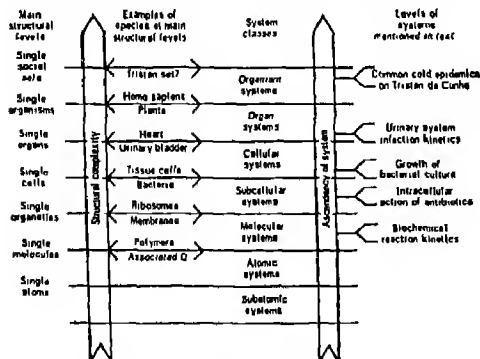 Main
structural
levels
Examples of
species at main
structural levels
System
classes
Levels of
systems
mentioned in text
Single
social
sets
Tristan set?
Organism
systems
Common cold epidemics
on Tristan da Cunha
Single
organisms
Homo sapiens
Plants
Organ
systems
Single
organs
Heart
Urinary bladder
Urinary system
infection kinetics
Cellular
systems
Growth of
bacterial culture
Single
cells
Tissue cells
Bacteria
Subcellular
systems
Intracellular
action of antibiotics
Single
organelles
Ribosomes
Membranes
Molecular
systems
Biochemical
reaction kinetics
Single
molecules
Polymers
Associated
Atomic
systems
Single
atoms
Subatomic
systems
Structural complexity
Ascendancy of system